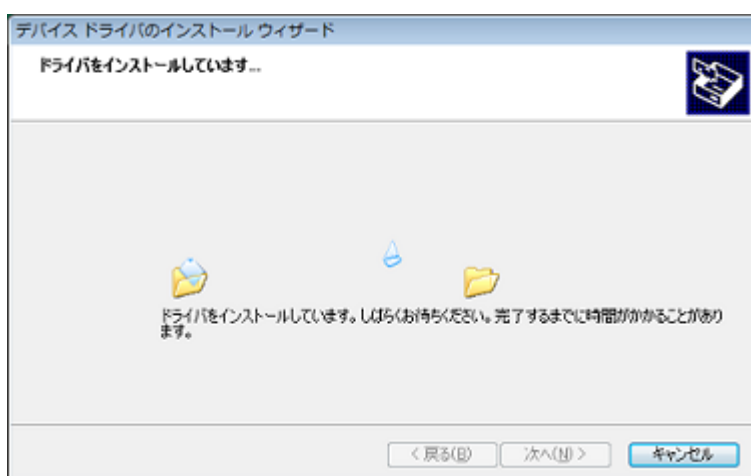 デバイス ドライバのインストール ウィザード
ドライバをインストールしています...
ドライバをインストールしています。しばらくお待ちください。完了するまでに時間がかかることがあり
ます。
< 戻る(B)
次へ(N) >
キャンセル